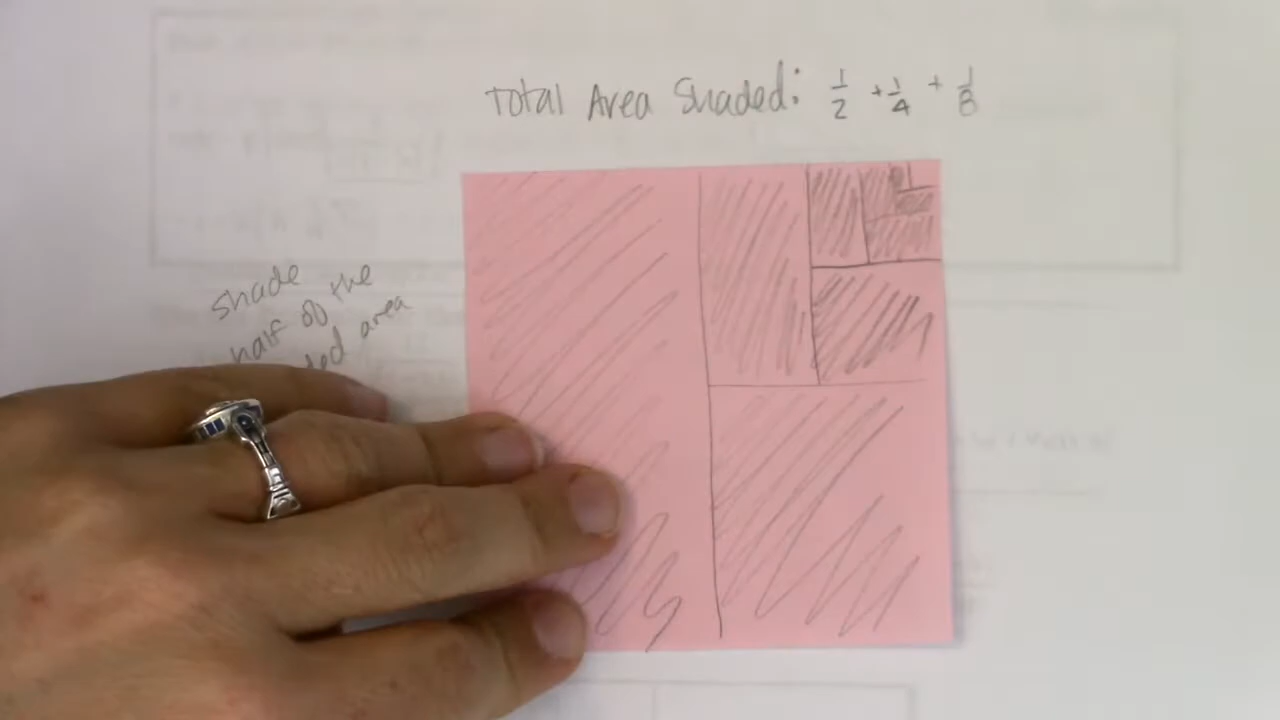 Total Area Shaded: 1/2 + 1/4 + 1/8
shade
half of the
area